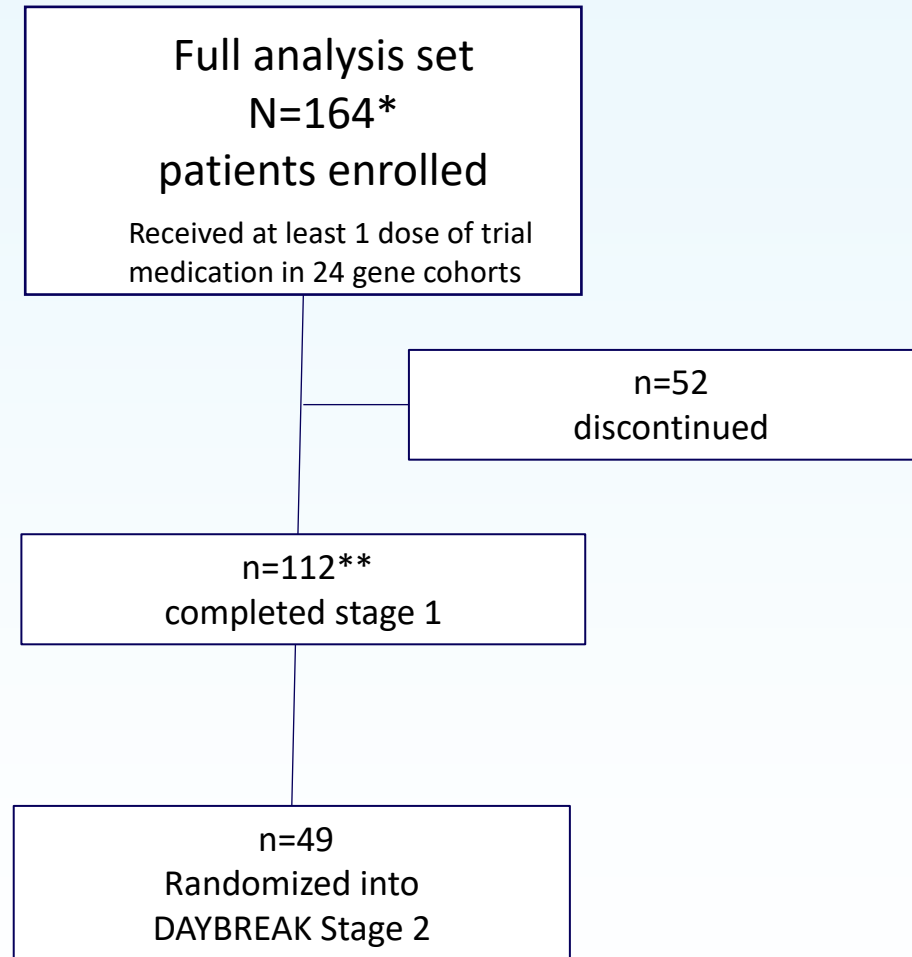 Full analysis set
N=164*
patients enrolled
Received at least 1 dose of trial
medication in 24 gene cohorts
n=52
discontinued
n=112**
completed stage 1
n=49
Randomized into
DAYBREAK Stage 2